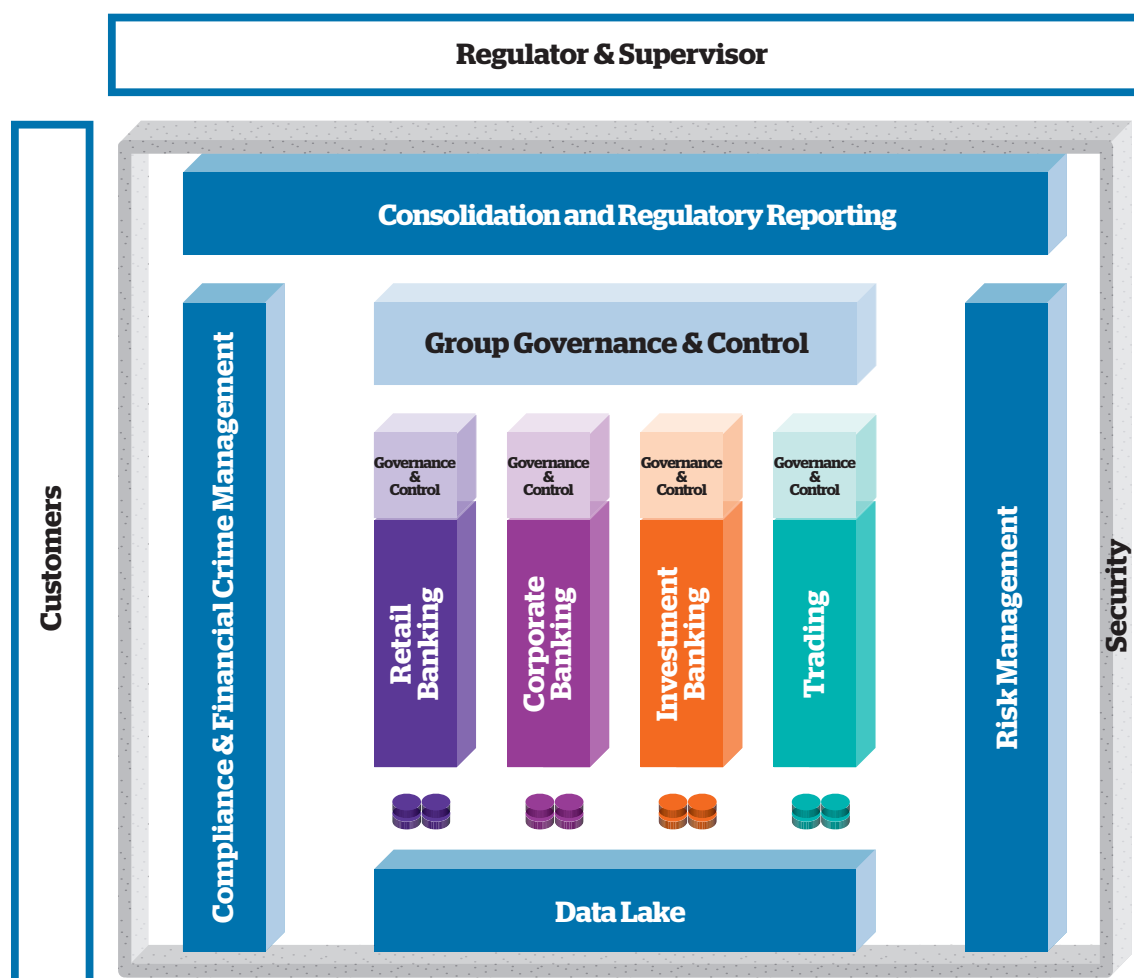 Regulator & Supervisor
Customers
Consolidation and Regulatory Reporting
Compliance & Financial Crime Management
Group Governance & Control
Governance
&
Control
Governance
&
Control
Governance
&
Control
Governance
&
Control
Retail
Banking
Corporate
Banking
Investment
Banking
Trading
Risk Management
Security
Data Lake